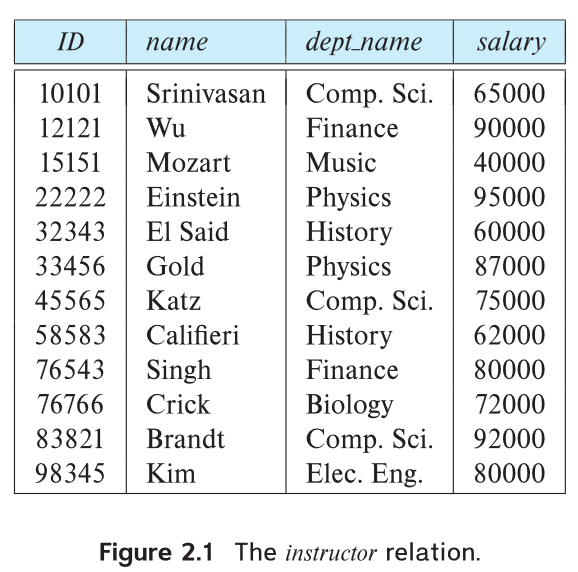 ID name dept_name salary
10101 Srinivasan Comp. Sci. 65000
12121 Wu Finance 90000
15151 Mozart Music 40000
22222 Einstein Physics 95000
32343 El Said History 60000
33456 Gold Physics 87000
45565 Katz Comp. Sci. 75000
58583 Califieri History 62000
76543 Singh Finance 80000
76766 Crick Biology 72000
83821 Brandt Comp. Sci. 92000
98345 Kim Elec. Eng. 80000
Figure 2.1 The instructor relation.